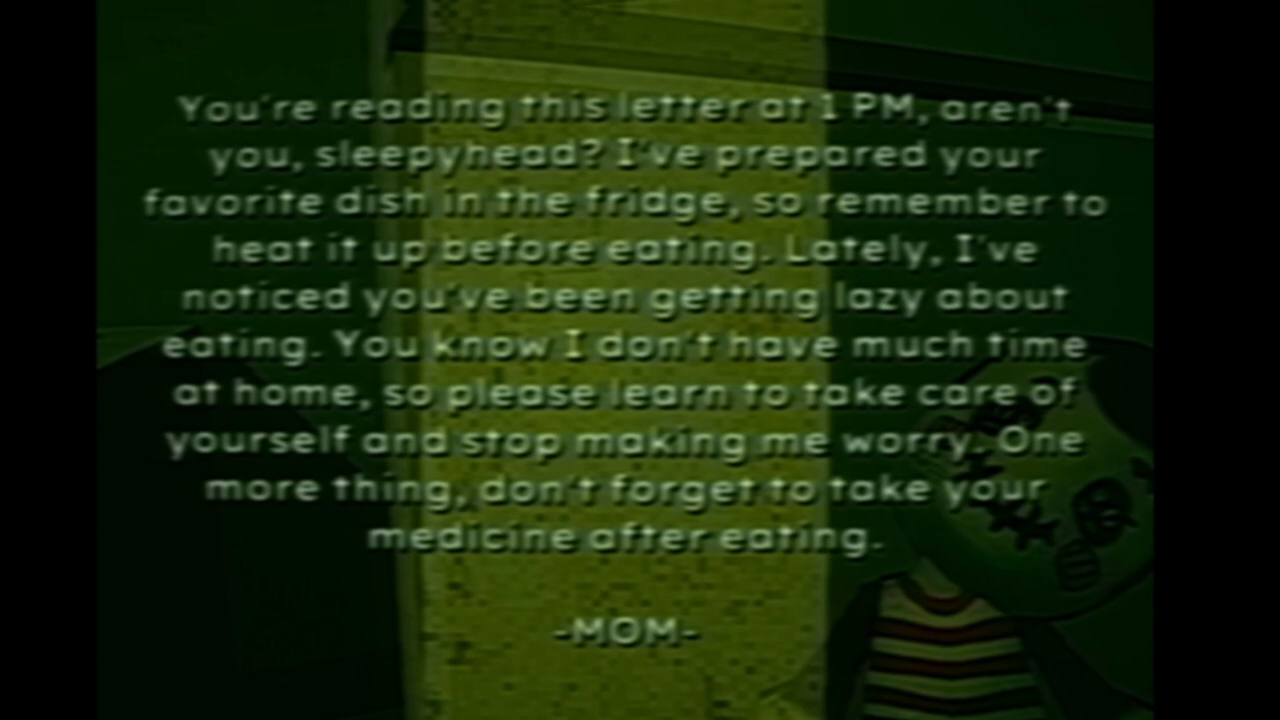 You're reading this letter at 1 PM, aren't
you, sleepyhead? I've prepared your
favorite dish in the fridge, so remember to
heat it up before eating. Lately, I've
noticed you've been getting lazy about
eating. You know I don't have much time
at home, so please learn to take care of
yourself and stop making me worry. One
more thing, don't forget to take your
medicine after eating.
-MOM-